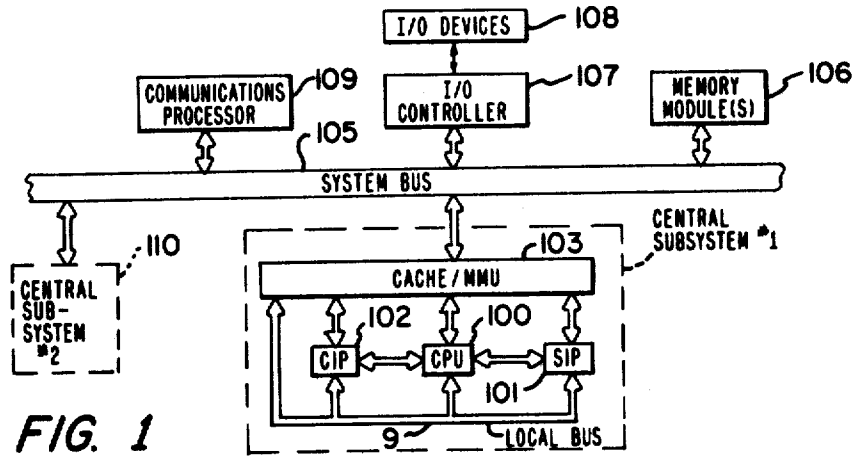 I/O DEVICES
108
109
COMMUNICATIONS
PROCESSOR
I/O
CONTROLLER
107
MEMORY
MODULE(S)
106
105
SYSTEM BUS
110
CENTRAL
SUB-
SYSTEM
#2
CENTRAL
SUBSYSTEM #1
103
CACHE/MMU
102
100
CIP
CPU
SIP
101
9
LOCAL BUS
FIG. 1